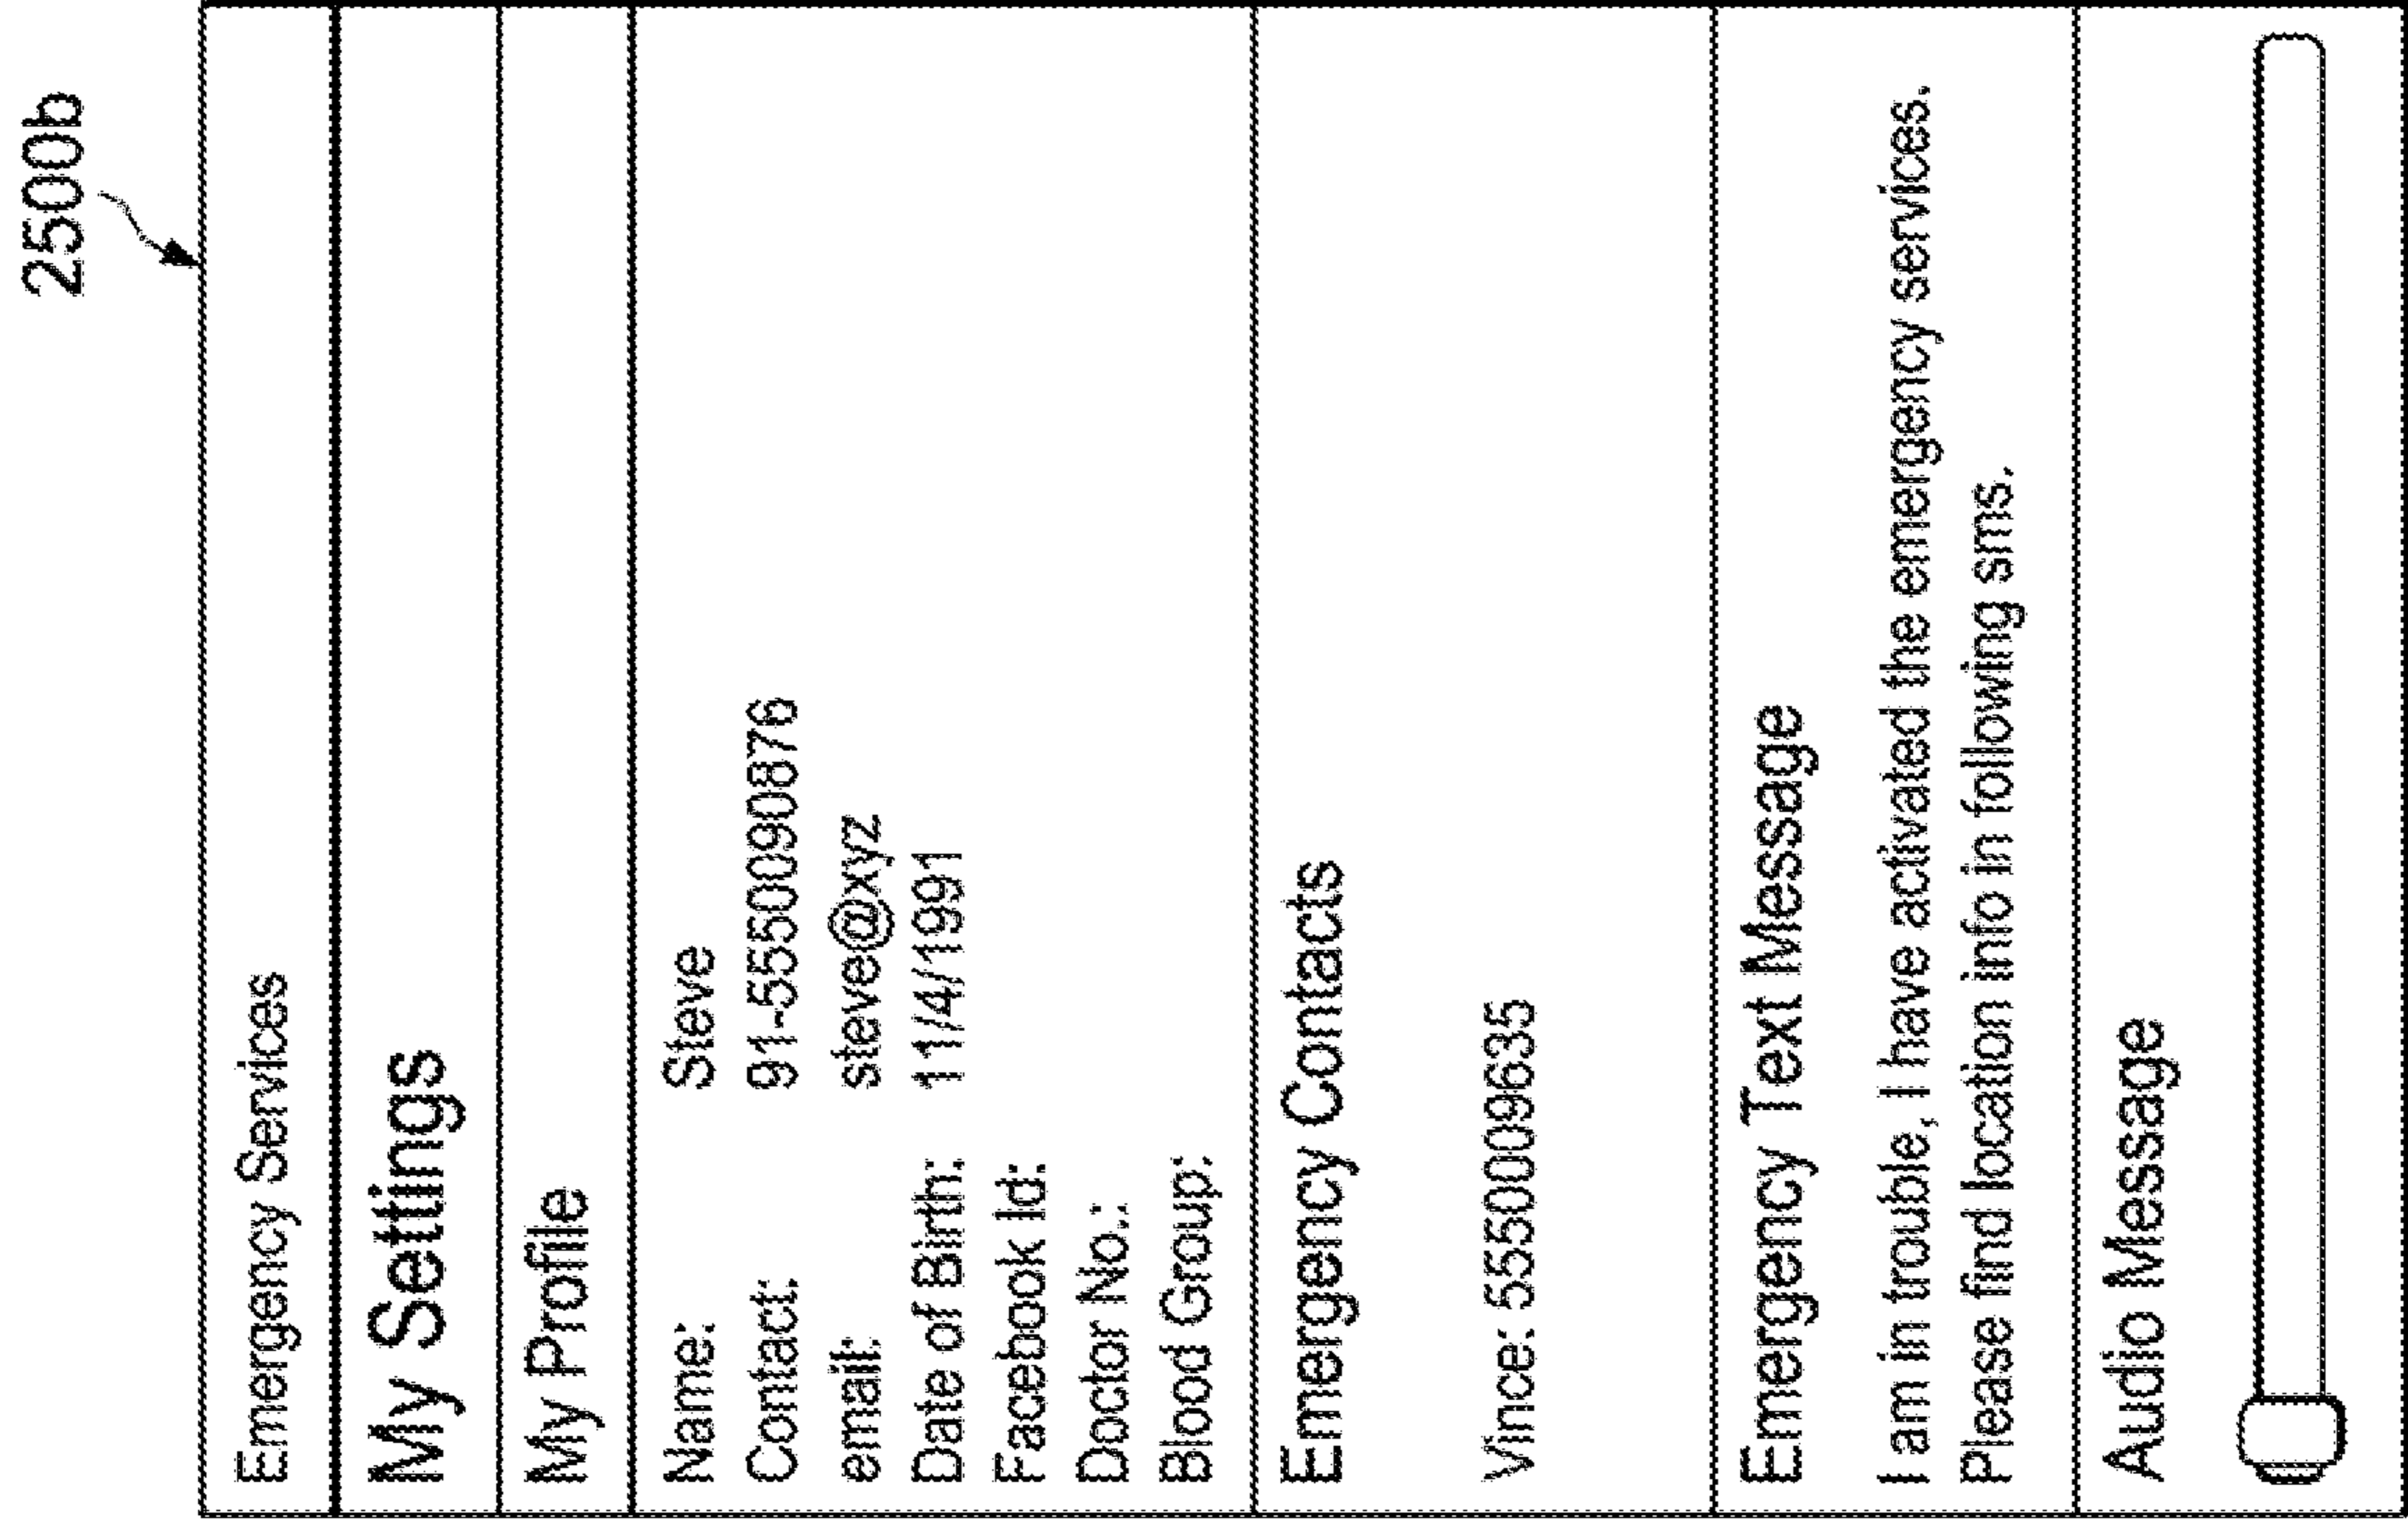 2500b
Emergency Services
My Settings
My Profile
Name: Steve
Contact: 91-5550090876
email: steve@xyz
Date of Birth: 11/4/1991
Facebook Id:
Doctor No.:
Blood Group:
Emergency Contacts
Vince: 5550009635
Emergency Text Message
I am in trouble, I have activated the emergency services.
Please find location info in following sms.
Audio Message